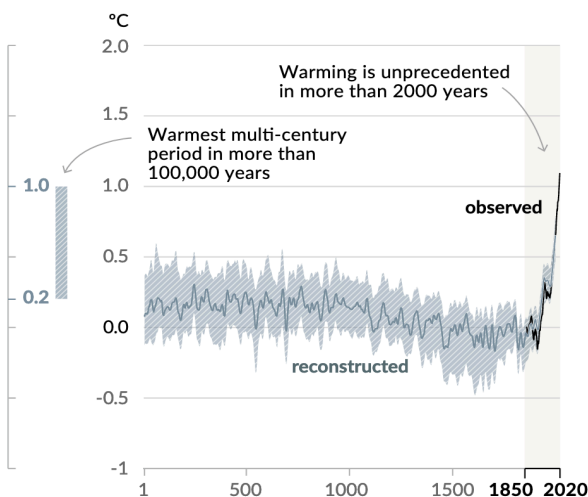 °C
2.0
Warming is unprecedented
in more than 2000 years
1.5
Warmest multi-century
period in more than
100,000 years
1.0
1.0
observed
0.5
0.2
0.0
reconstructed
-0.5
-1
1
500
1000
1500
1850
2020